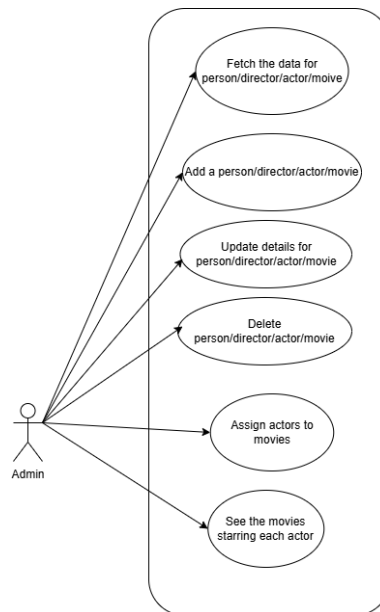 Fetch the data for
person/director/actor/moive
Add a person/director/actor/movie
Update details for
person/director/actor/movie
Delete
person/director/actor/movie
Assign actors to
movies
Admin
See the movies
starring each actor